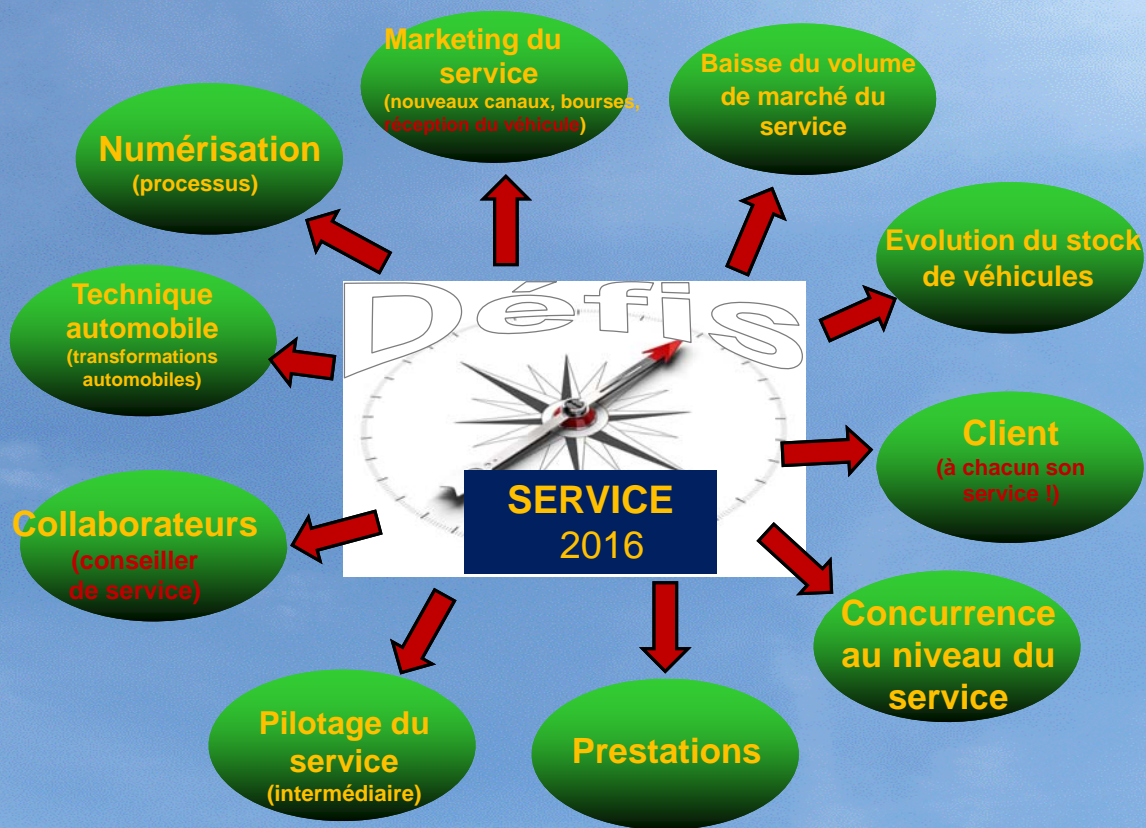 Marketing du
service
(nouveaux canaux, bourses,
réception du véhicule)
Baisse du volume
de marché du
service
Numérisation
(processus)
Evolution du stock
de véhicules
Technique
automobile
(transformations
automobiles)
Défis
Client
(à chacun son
service !)
SERVICE
2016
Collaborateurs
(conseiller
de service)
Concurrence
au niveau du
service
Pilotage du
service
(intermédiaire)
Prestations